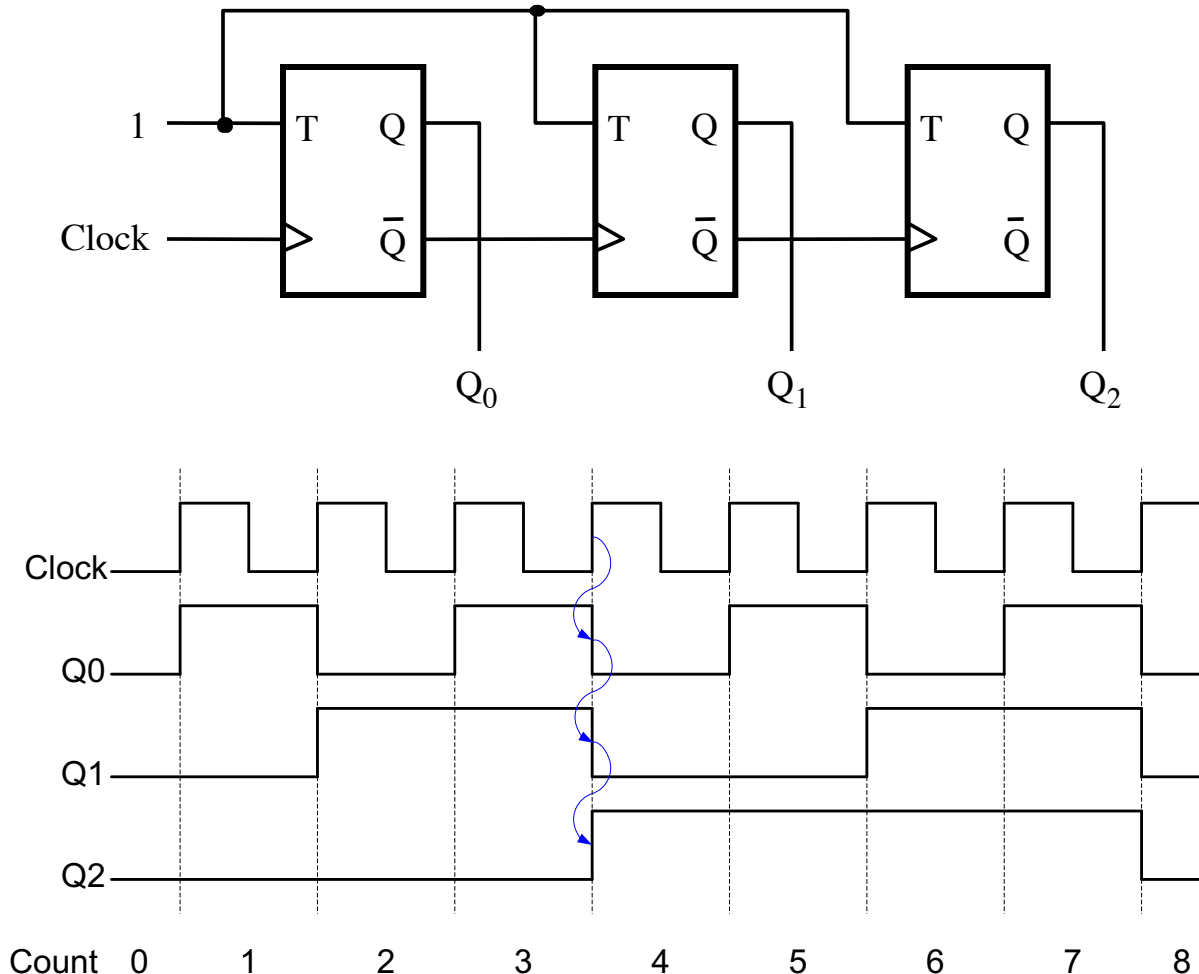 1 T Q T Q T Q
Clock Q̅ Q̅ Q̅
Q₀ Q₁ Q₂
Clock
Q0
Q1
Q2
Count 0 1 2 3 4 5 6 7 8